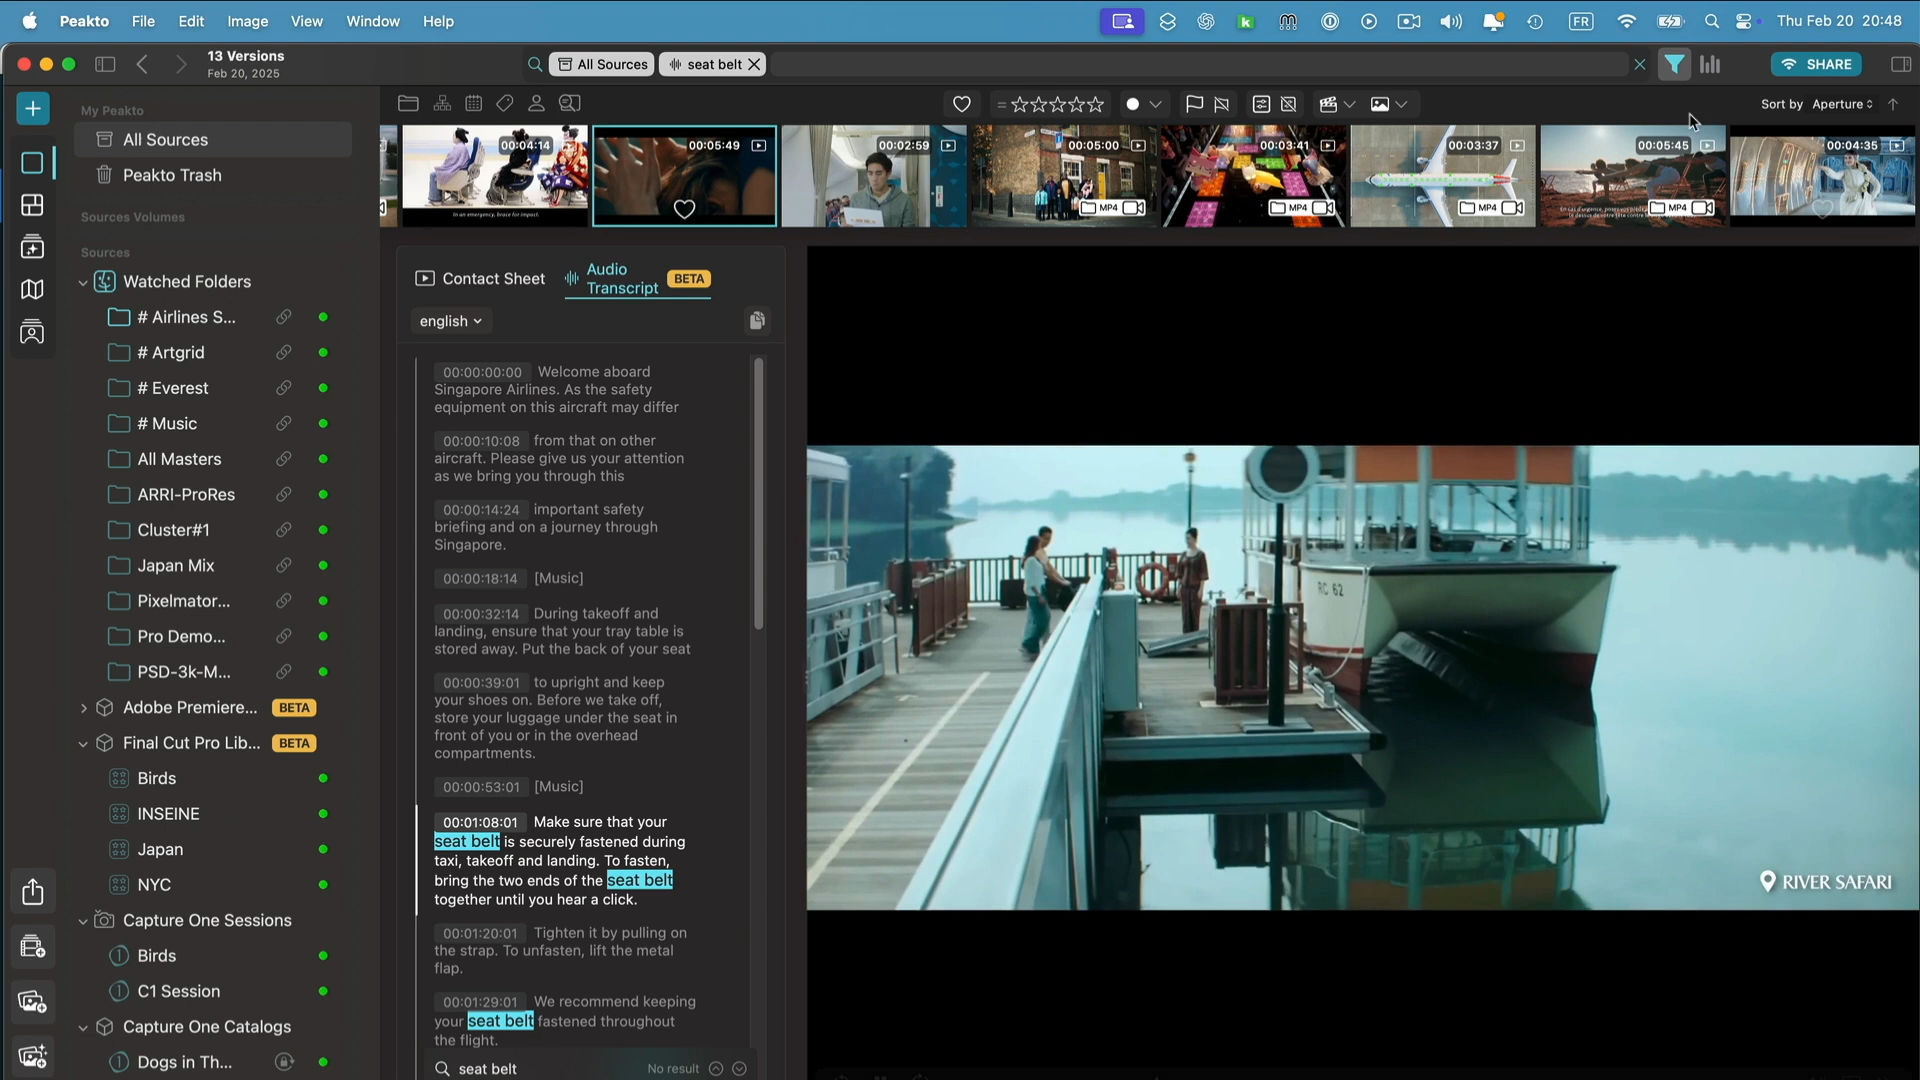 Peakto File Edit Image View Window Help
FR Thu Feb 20 20:48
13 Versions
Feb 20, 2025
All Sources
seat belt
SHARE
My Peakto
All Sources
Peakto Trash
Sources Volumes
Sources
Watched Folders
# Airlines S...
# Artgrid
# Everest
# Music
All Masters
ARRI-ProRes
Cluster#1
Japan Mix
Pixelmator...
Pro Demo...
PSD-3k-M...
Adobe Premiere... BETA
Final Cut Pro Lib... BETA
Birds
INSEINE
Japan
NYC
Capture One Sessions
Birds
C1 Session
Capture One Catalogs
Dogs in Th...
=
Sort by Aperture
00:04:14
In an emergency, brace for impact.
00:05:49
00:02:59
00:05:00
MP4
00:03:41
MP4
00:03:37
MP4
00:05:45
MP4
00:04:35
Contact Sheet
Audio
Transcript
BETA
english
00:00:00:00 Welcome aboard
Singapore Airlines. As the safety
equipment on this aircraft may differ
00:00:10:08 from that on other
aircraft. Please give us your attention
as we bring you through this
00:00:14:24 important safety
briefing and on a journey through
Singapore.
00:00:18:14 [Music]
00:00:32:14 During takeoff and
landing, ensure that your tray table is
stored away. Put the back of your seat
00:00:39:01 to upright and keep
your shoes on. Before we take off,
store your luggage under the seat in
front of you or in the overhead
compartments.
00:00:53:01 [Music]
00:01:08:01 Make sure that your
seat belt is securely fastened during
taxi, takeoff and landing. To fasten,
bring the two ends of the seat belt
together until you hear a click.
00:01:20:01 Tighten it by pulling on
the strap. To unfasten, lift the metal
flap.
00:01:29:01 We recommend keeping
your seat belt fastened throughout
the flight.
seat belt
No result
RC 62
RIVER SAFARI